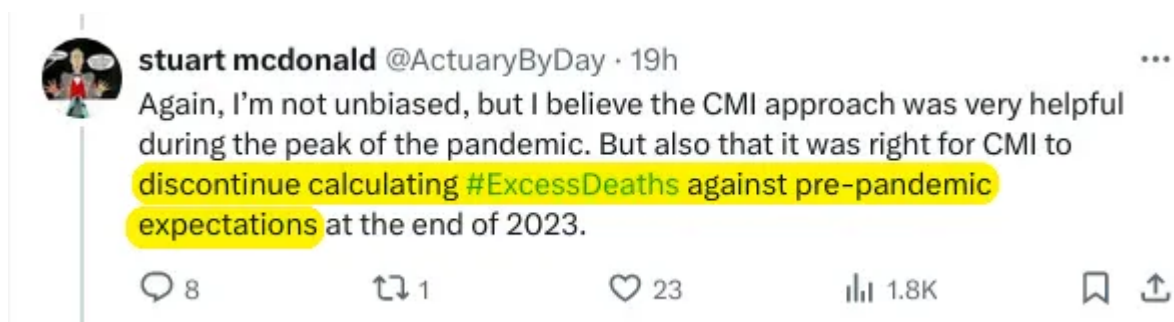 stuart mcdonald @ActuaryByDay · 19h
Again, I'm not unbiased, but I believe the CMI approach was very helpful
during the peak of the pandemic. But also that it was right for CMI to
discontinue calculating #ExcessDeaths against pre-pandemic
expectations at the end of 2023.
8 1 23 1.8K